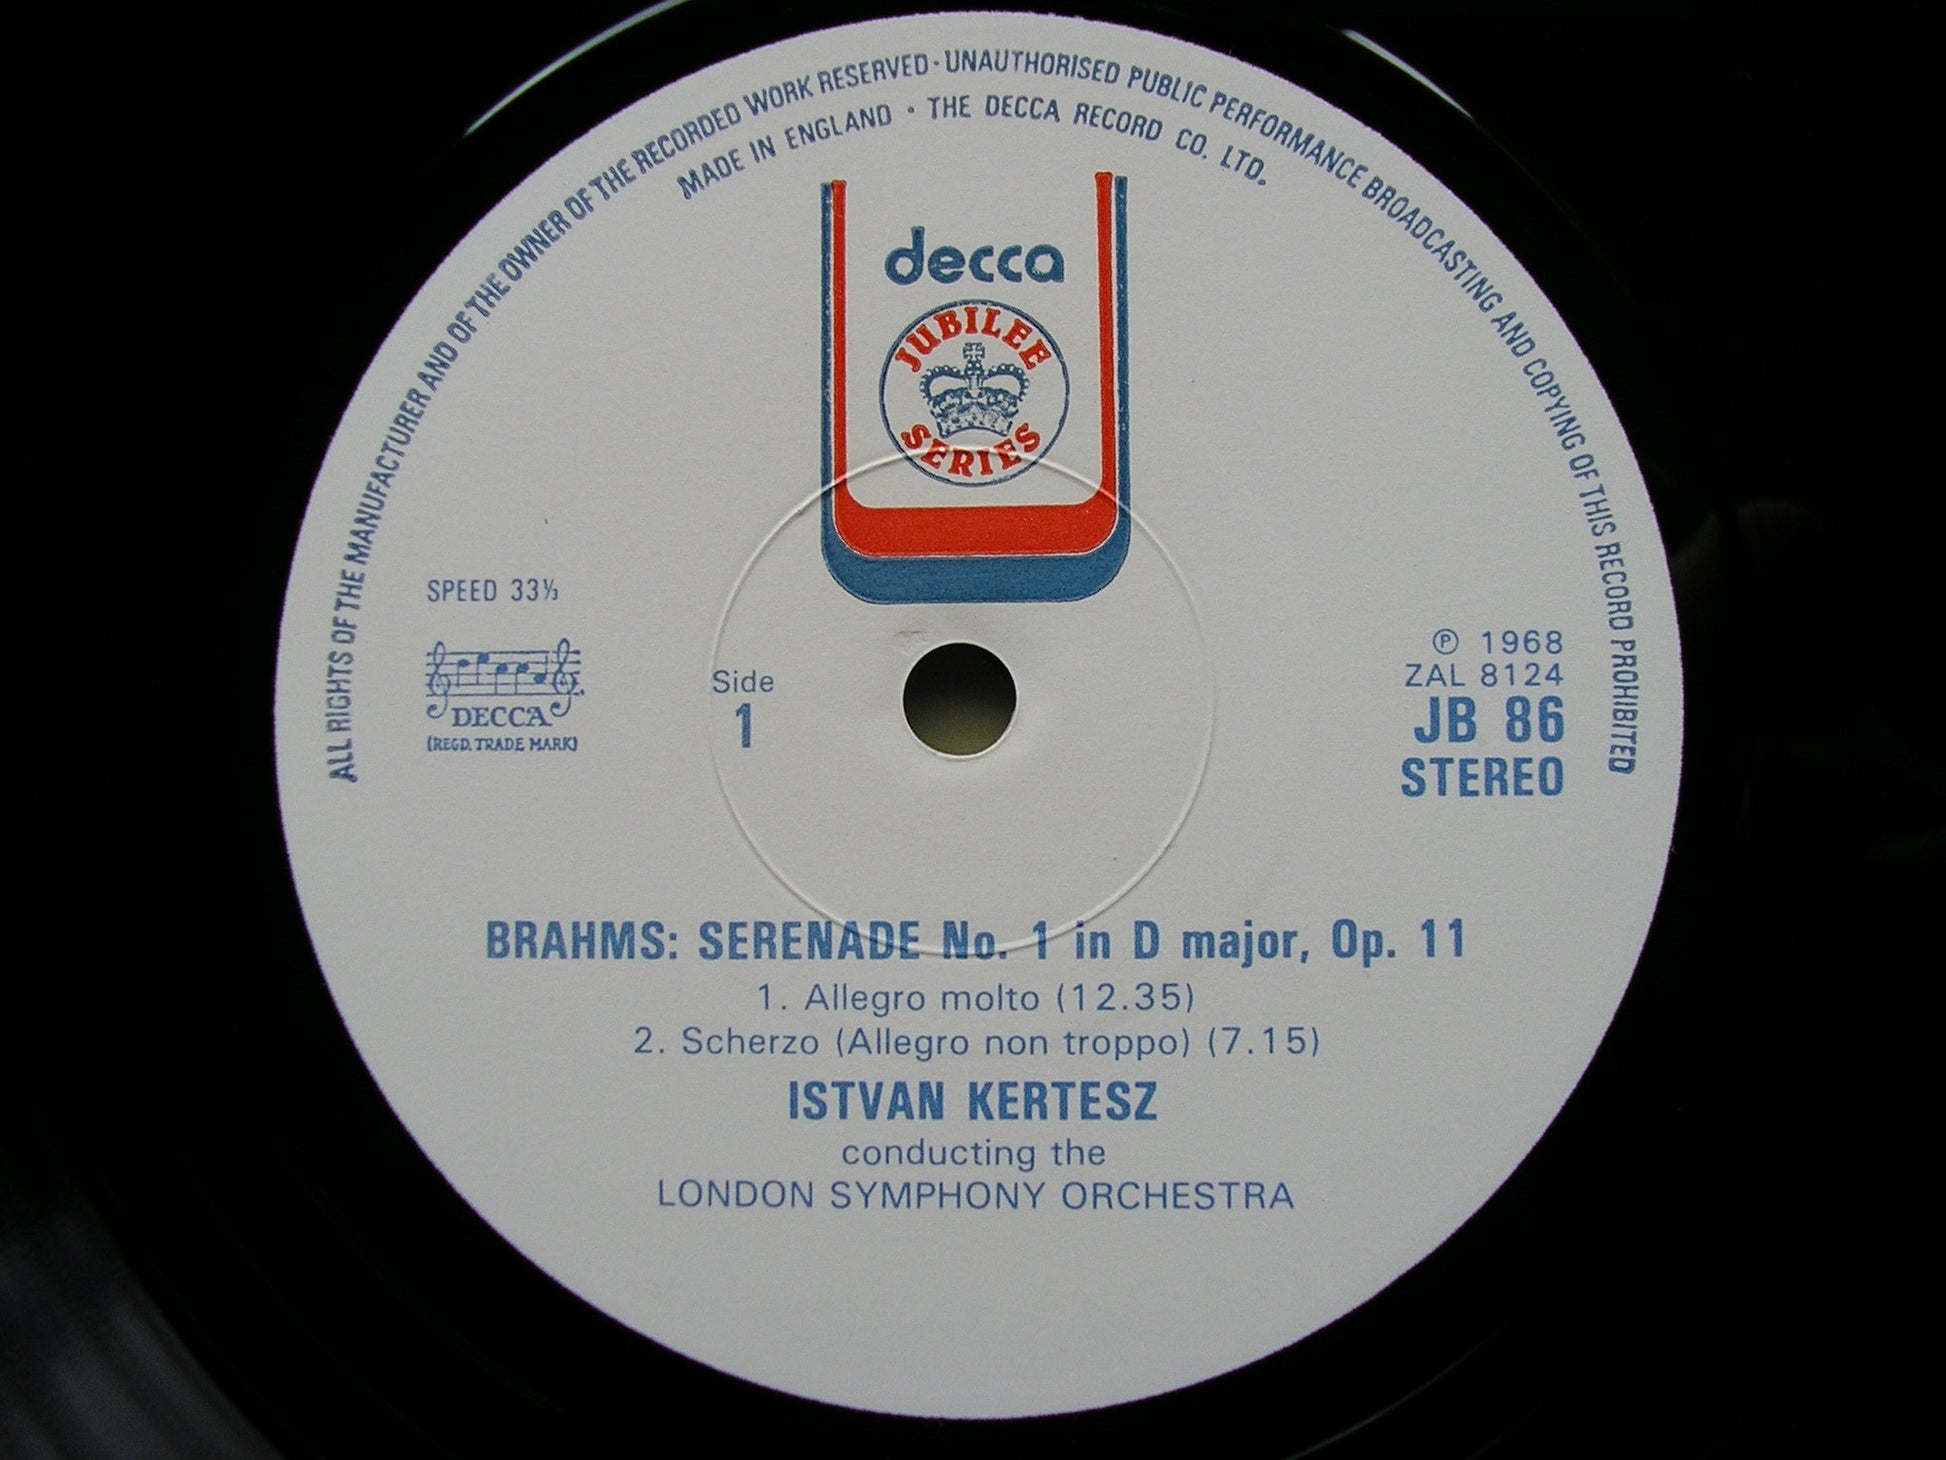 ALL RIGHTS OF THE MANUFACTURER AND OF THE OWNER OF THE RECORDED WORK RESERVED · UNAUTHORISED PUBLIC PERFORMANCE BROADCASTING AND COPYING OF THIS RECORD PROHIBITED
MADE IN ENGLAND · THE DECCA RECORD CO. LTD.
decca
JUBILEE
SERIES
SPEED 33⅓
DECCA
(REGD. TRADE MARK)
Side
1
℗ 1968
ZAL 8124
JB 86
STEREO
BRAHMS: SERENADE No. 1 in D major, Op. 11
1. Allegro molto (12.35)
2. Scherzo (Allegro non troppo) (7.15)
ISTVAN KERTESZ
conducting the
LONDON SYMPHONY ORCHESTRA